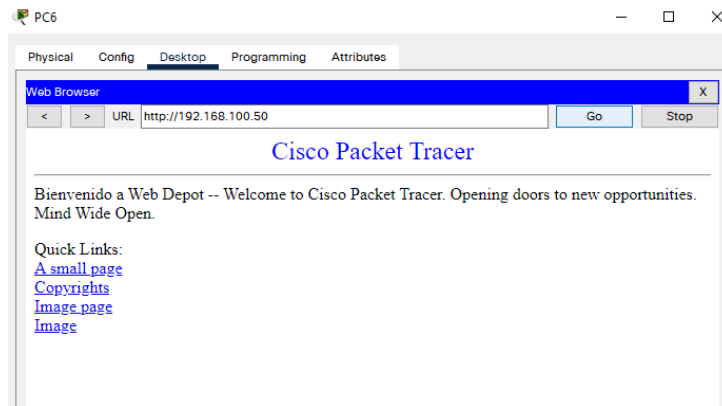 PC6
Physical Config Desktop Programming Attributes
Web Browser X
< > URL http://192.168.100.50 Go Stop
Cisco Packet Tracer
Bienvenido a Web Depot -- Welcome to Cisco Packet Tracer. Opening doors to new opportunities.
Mind Wide Open.
Quick Links:
A small page
Copyrights
Image page
Image